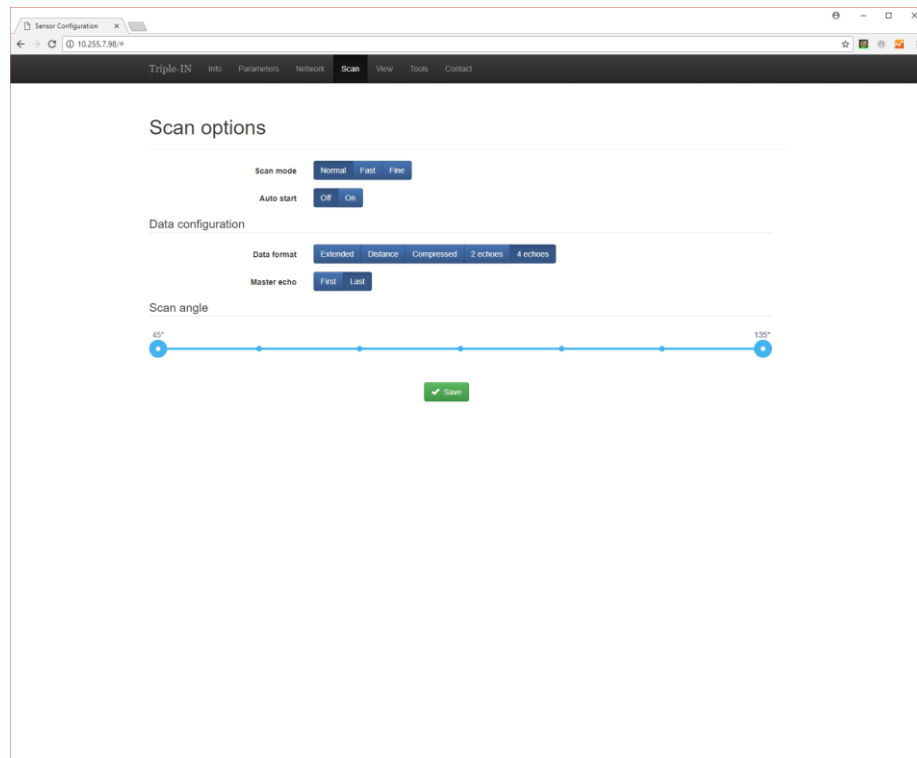 Sensor Configuration
10.255.7.98/#
Triple-IN Info Parameters Network Scan View Tools Contact
Scan options
Scan mode Normal Fast Fine
Auto start Off On
Data configuration
Data format Extended Distance Compressed 2 echoes 4 echoes
Master echo First Last
Scan angle
45° 135°
Save